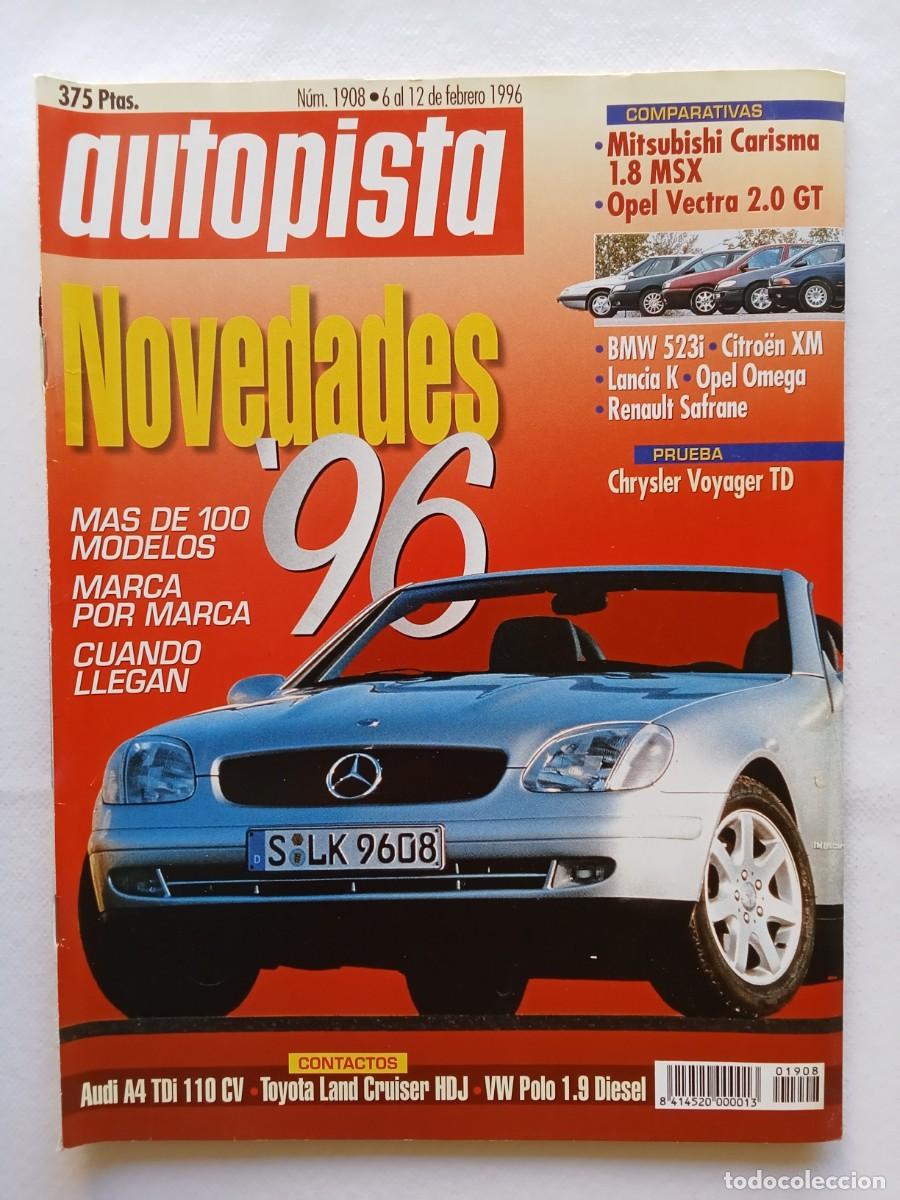 375 Ptas.
Núm. 1908 • 6 al 12 de febrero 1996
autopista
COMPARATIVAS
• Mitsubishi Carisma
1.8 MSX
• Opel Vectra 2.0 GT
• BMW 523i • Citroën XM
• Lancia K • Opel Omega
• Renault Safrane
PRUEBA
Chrysler Voyager TD
Novedades
'96
MAS DE 100
MODELOS
MARCA
POR MARCA
CUANDO
LLEGAN
D S LK 9608
CONTACTOS
Audi A4 TDi 110 CV • Toyota Land Cruiser HDJ • VW Polo 1.9 Diesel
01908
8 414520 000013
todocoleccion